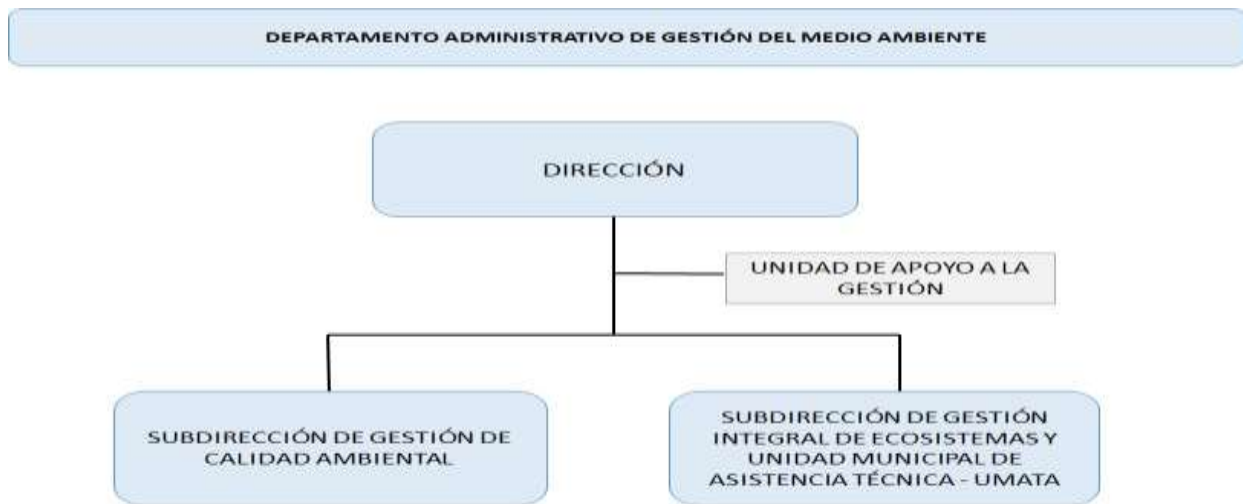 DEPARTAMENTO ADMINISTRATIVO DE GESTIÓN DEL MEDIO AMBIENTE
DIRECCIÓN
UNIDAD DE APOYO A LA
GESTIÓN
SUBDIRECCIÓN DE GESTIÓN DE
CALIDAD AMBIENTAL
SUBDIRECCIÓN DE GESTIÓN
INTEGRAL DE ECOSISTEMAS Y
UNIDAD MUNICIPAL DE
ASISTENCIA TÉCNICA - UMATA